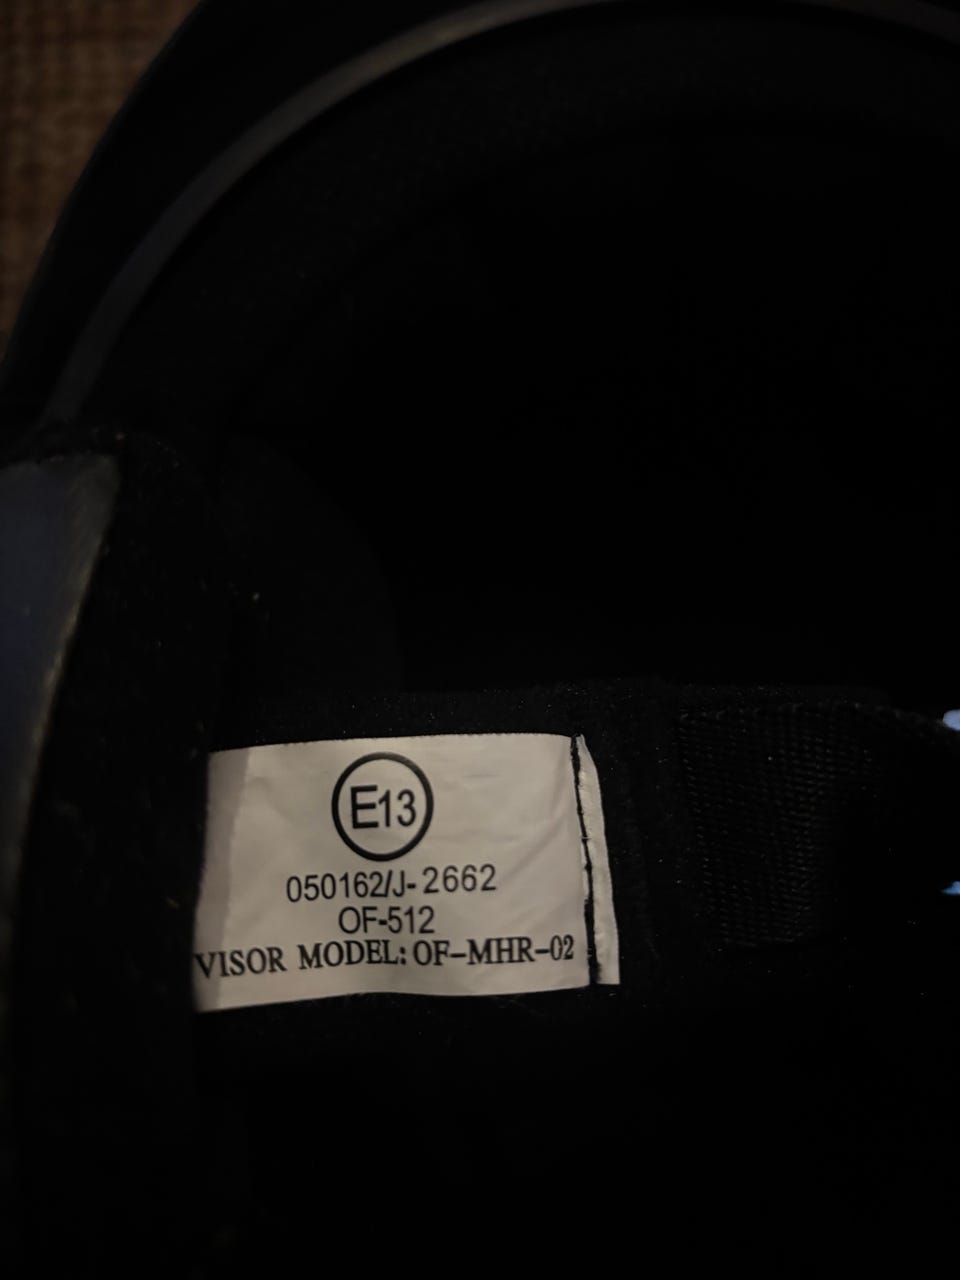 E13
050162/J-2662
OF-512
VISOR MODEL: OF-MHR-02